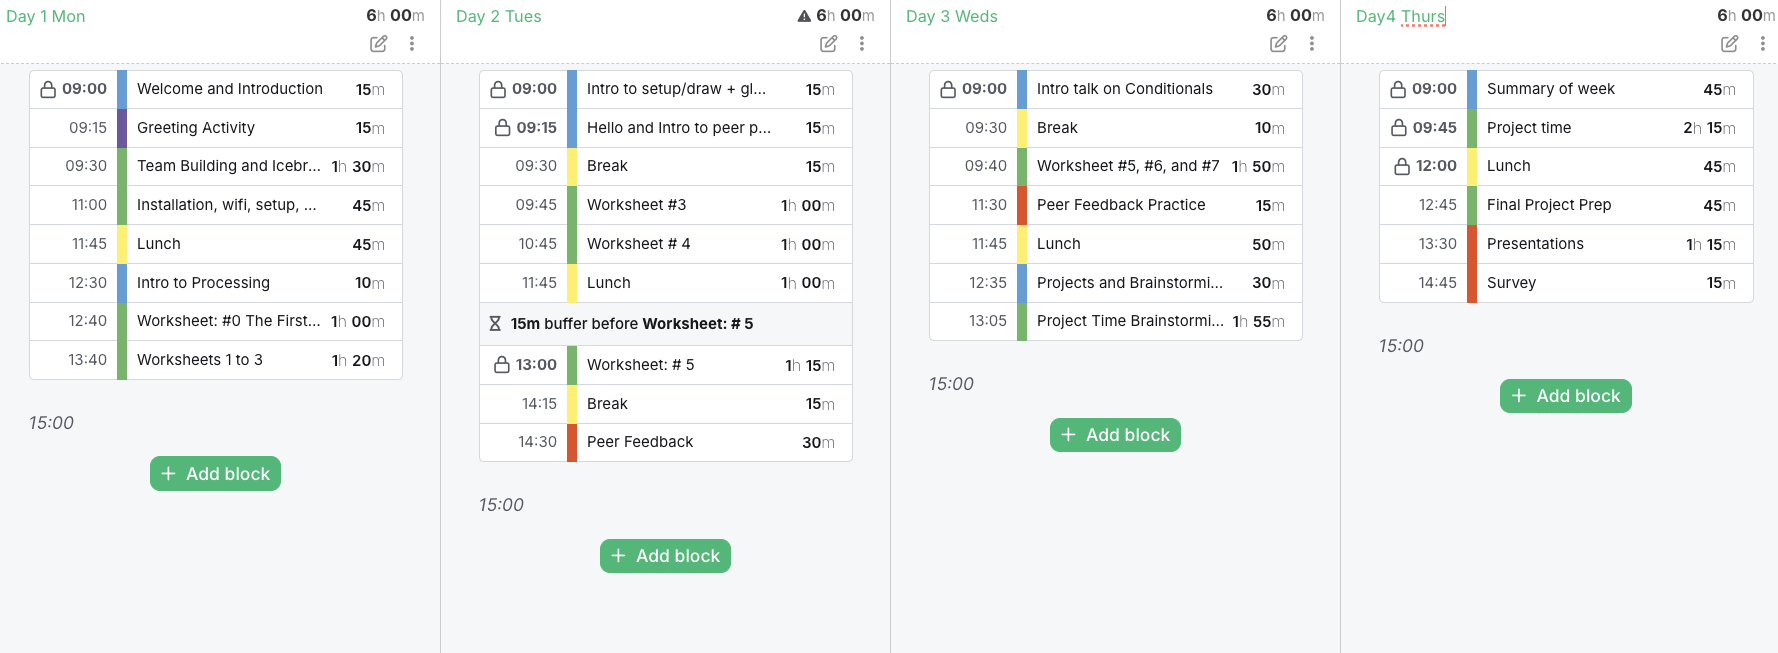 Day 1 Mon 6h 00m
09:00 Welcome and Introduction 15m
09:15 Greeting Activity 15m
09:30 Team Building and Icebr... 1h 30m
11:00 Installation, wifi, setup, ... 45m
11:45 Lunch 45m
12:30 Intro to Processing 10m
12:40 Worksheet: #0 The First... 1h 00m
13:40 Worksheets 1 to 3 1h 20m
15:00
+ Add block
Day 2 Tues 6h 00m
09:00 Intro to setup/draw + gl... 15m
09:15 Hello and Intro to peer p... 15m
09:30 Break 15m
09:45 Worksheet #3 1h 00m
10:45 Worksheet # 4 1h 00m
11:45 Lunch 1h 00m
15m buffer before Worksheet: # 5
13:00 Worksheet: # 5 1h 15m
14:15 Break 15m
14:30 Peer Feedback 30m
15:00
+ Add block
Day 3 Weds 6h 00m
09:00 Intro talk on Conditionals 30m
09:30 Break 10m
09:40 Worksheet #5, #6, and #7 1h 50m
11:30 Peer Feedback Practice 15m
11:45 Lunch 50m
12:35 Projects and Brainstormi... 30m
13:05 Project Time Brainstormi... 1h 55m
15:00
+ Add block
Day4 Thurs 6h 00m
09:00 Summary of week 45m
09:45 Project time 2h 15m
12:00 Lunch 45m
12:45 Final Project Prep 45m
13:30 Presentations 1h 15m
14:45 Survey 15m
15:00
+ Add block